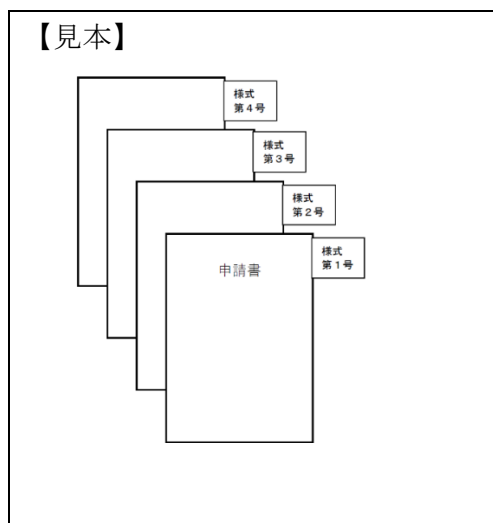 【見本】
様式
第４号
様式
第３号
様式
第２号
様式
第１号
申請書